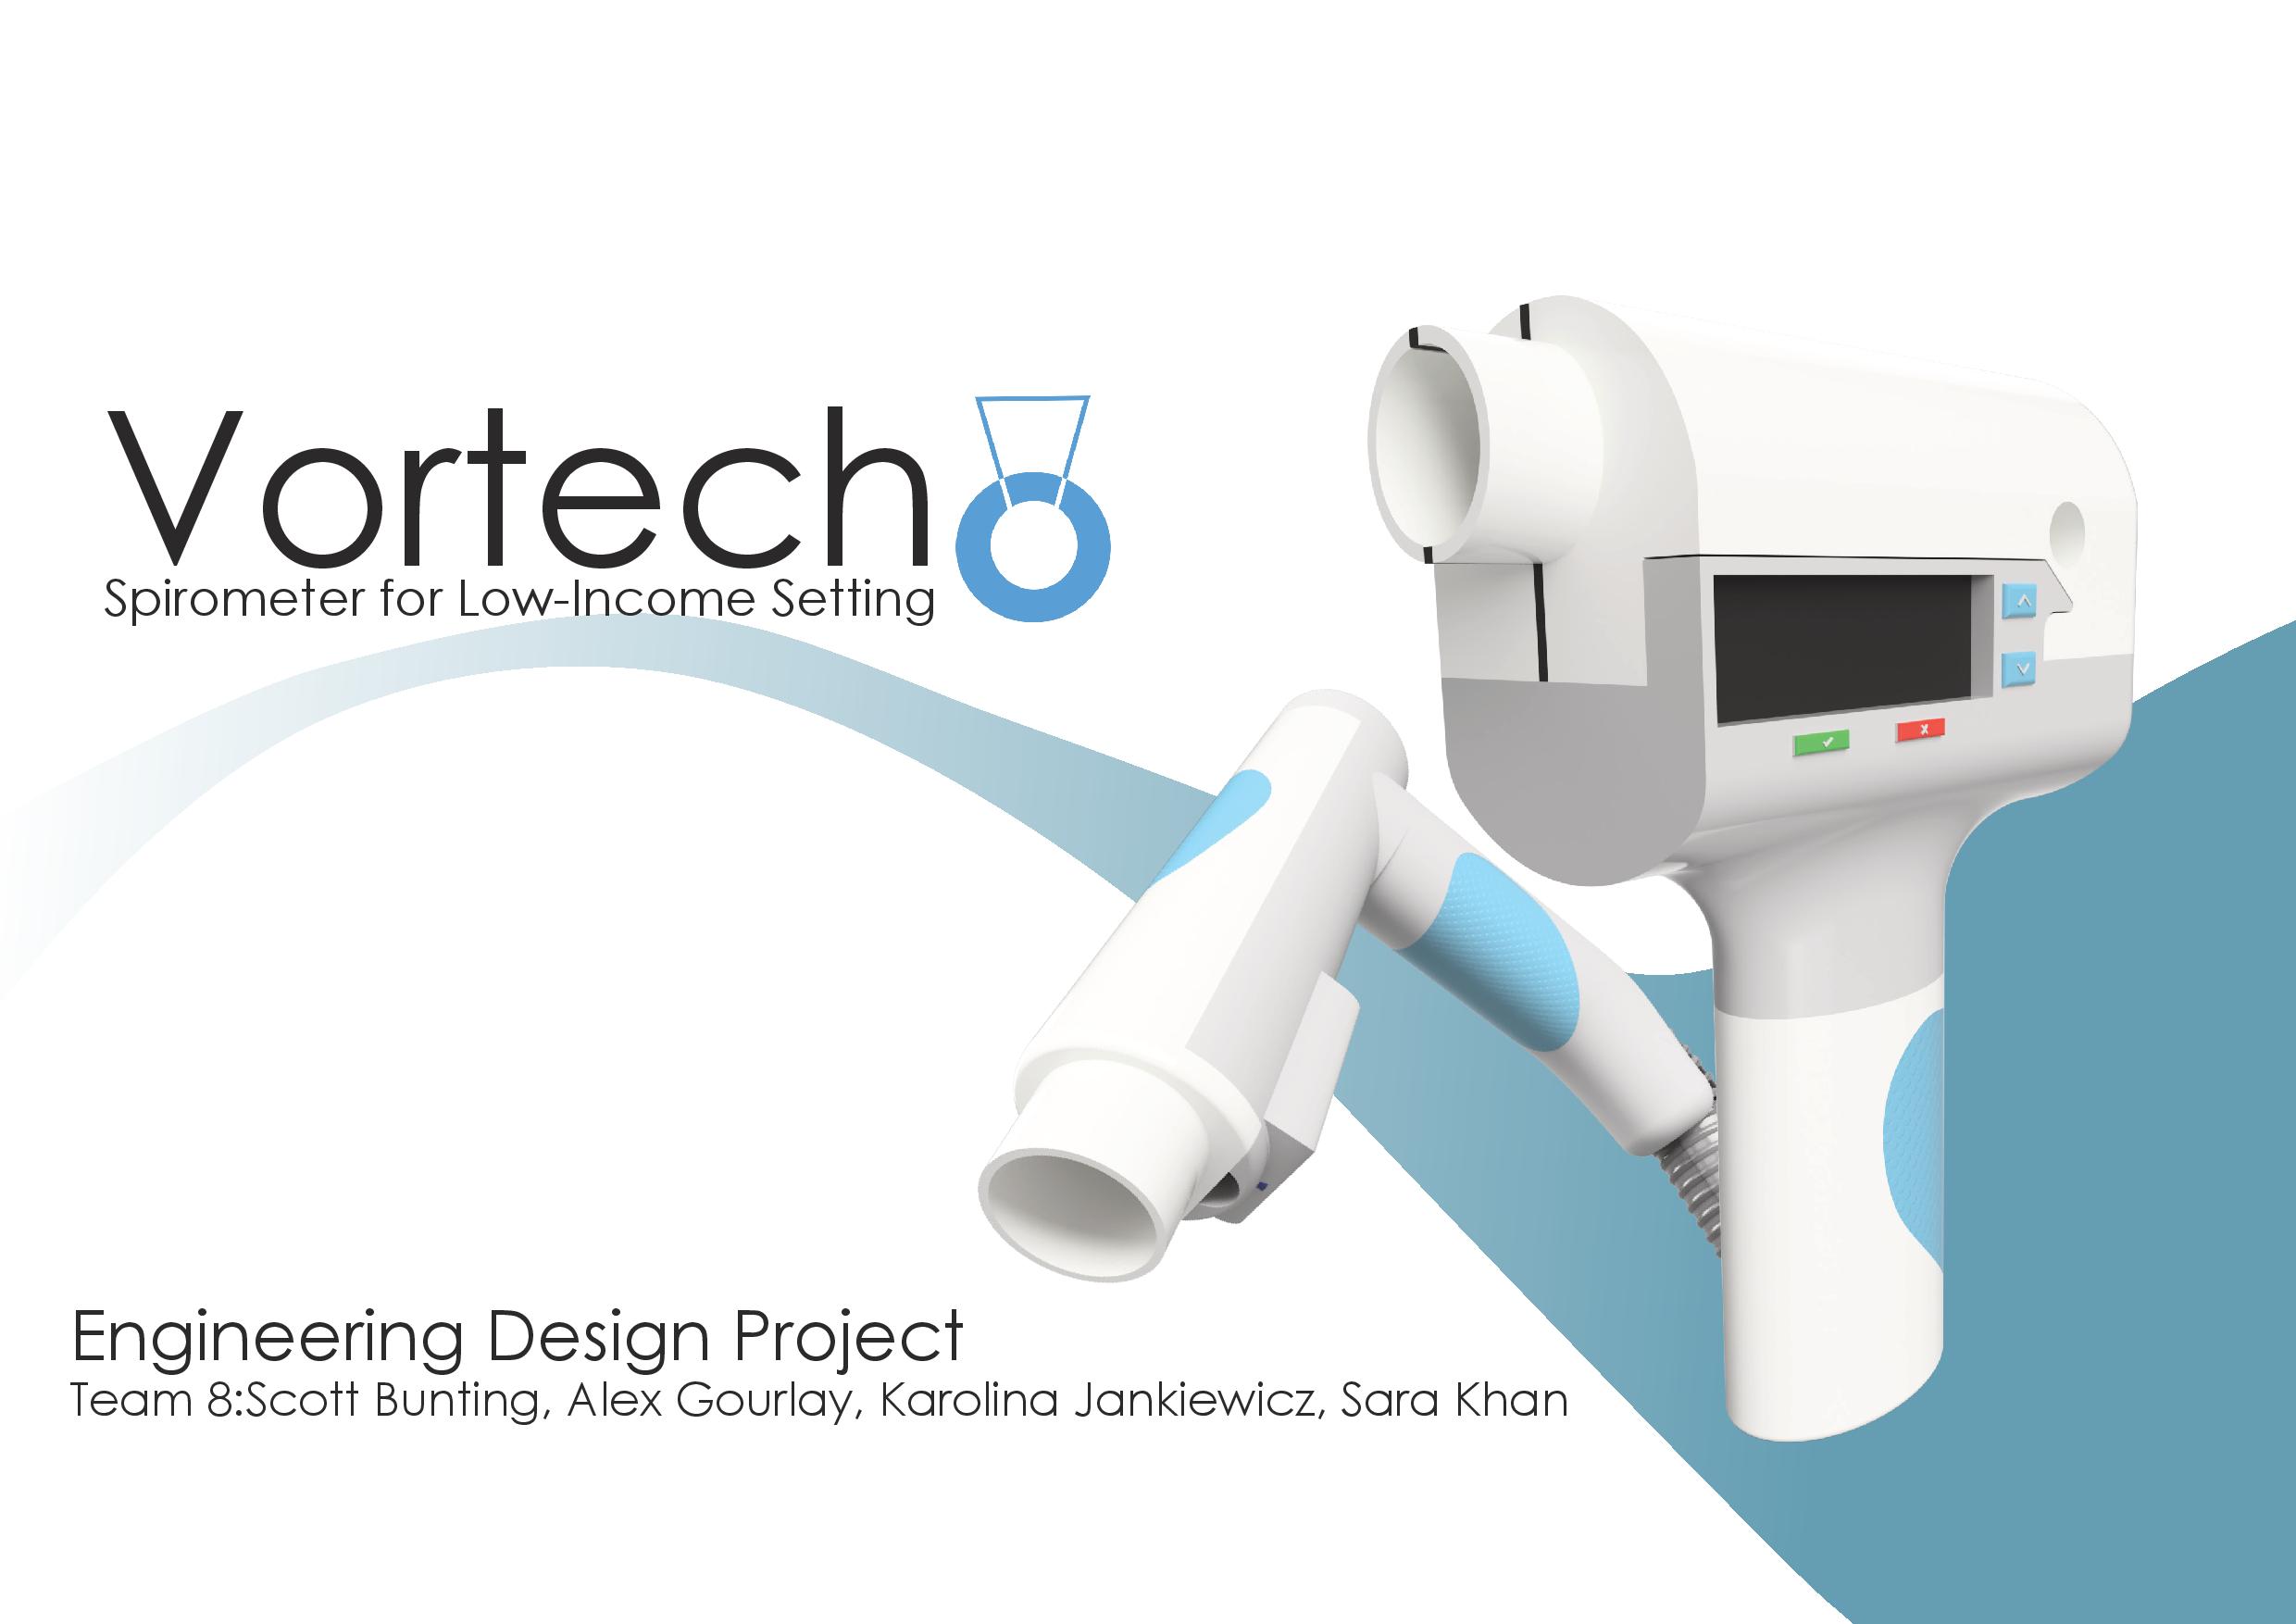 Vortech
Spirometer for Low-Income Setting
Engineering Design Project
Team 8:Scott Bunting, Alex Gourlay, Karolina Jankiewicz, Sara Khan